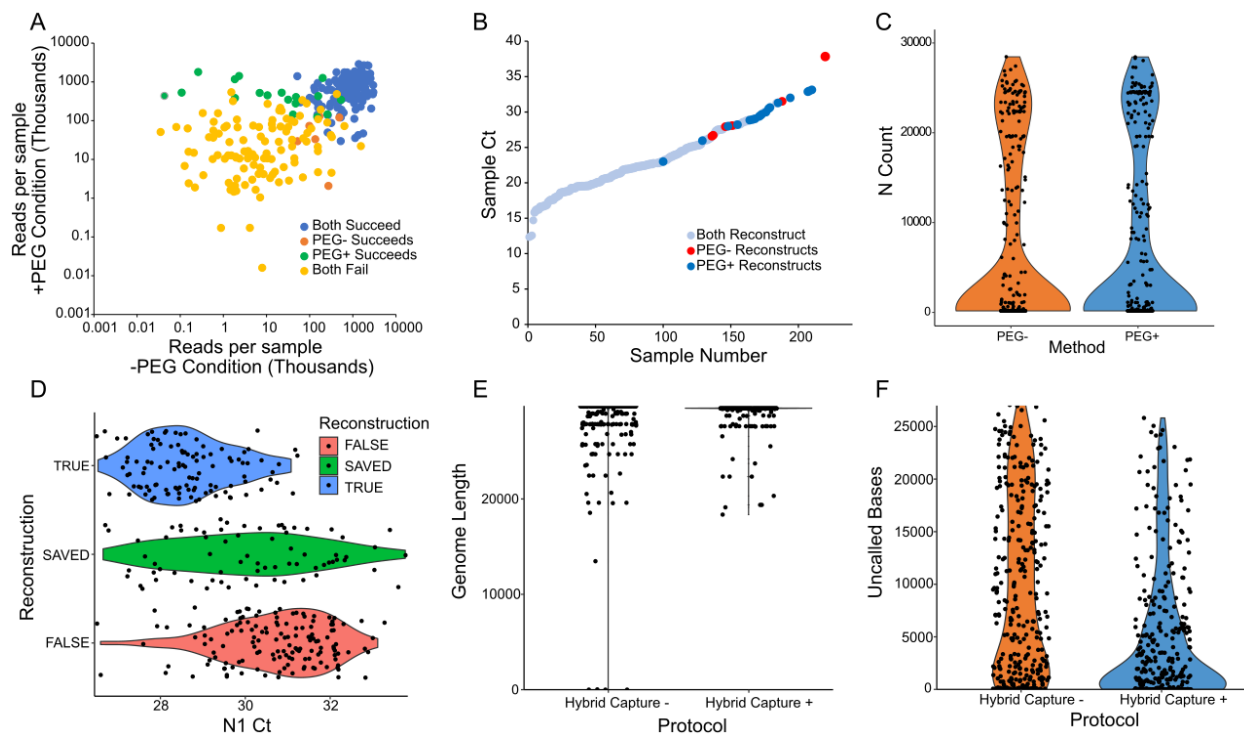 A
Reads per sample
+PEG Condition (Thousands)
10000
1000
100
10
1
0.1
0.01
0.001
0.001
0.01
0.1
1
10
100
1000
10000
Both Succeed
PEG- Succeeds
PEG+ Succeeds
Both Fail
Reads per sample
-PEG Condition (Thousands)
B
Sample Ct
40
35
30
25
20
15
10
5
0
0
50
100
150
200
Both Reconstruct
PEG- Reconstructs
PEG+ Reconstructs
Sample Number
C
N Count
30000
20000
10000
0
PEG-
PEG+
Method
D
Reconstruction
TRUE
SAVED
FALSE
Reconstruction
FALSE
SAVED
TRUE
28
30
32
N1 Ct
E
Genome Length
20000
10000
0
Hybrid Capture -
Hybrid Capture +
Protocol
F
Uncalled Bases
25000
20000
15000
10000
5000
0
Hybrid Capture -
Hybrid Capture +
Protocol